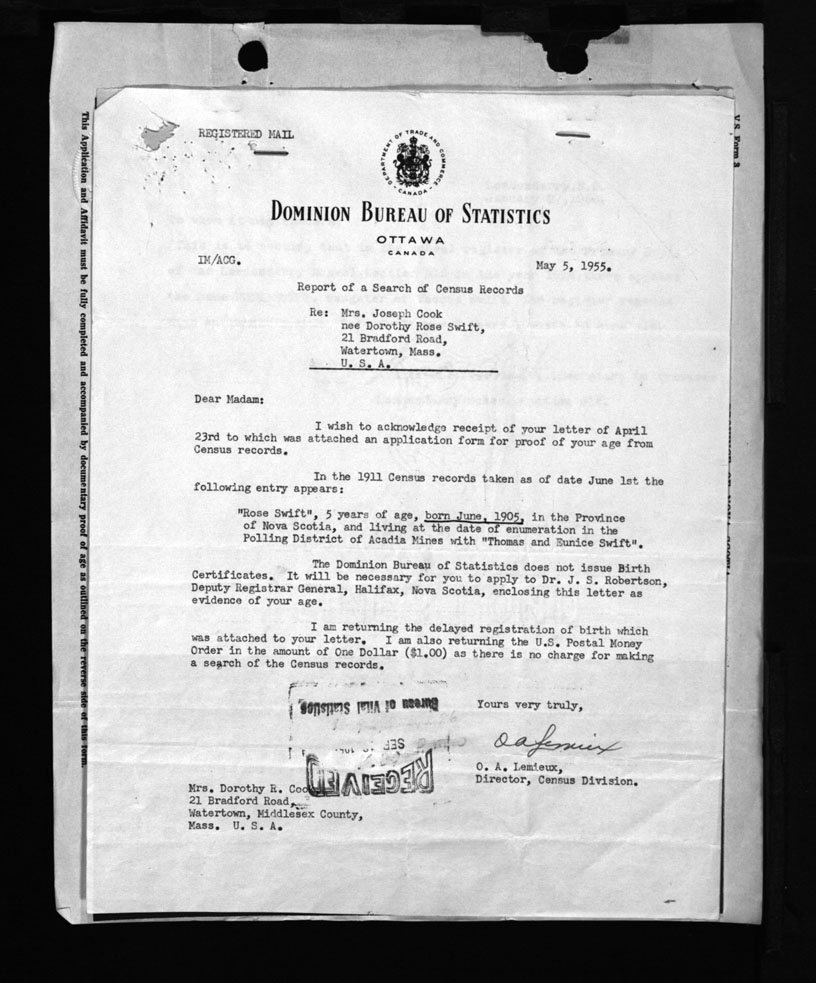 REGISTERED MAIL
DEPARTMENT OF TRADE AND COMMERCE
CANADA
DOMINION BUREAU OF STATISTICS
OTTAWA
CANADA
IM/ACG.
May 5, 1955.
Report of a Search of Census Records
Re: Mrs. Joseph Cook
nee Dorothy Rose Swift,
21 Bradford Road,
Watertown, Mass.
U. S. A.
Dear Madam:
I wish to acknowledge receipt of your letter of April
23rd to which was attached an application form for proof of your age from
Census records.
In the 1911 Census records taken as of date June 1st the
following entry appears:
"Rose Swift", 5 years of age, born June, 1905, in the Province
of Nova Scotia, and living at the date of enumeration in the
Polling District of Acadia Mines with "Thomas and Eunice Swift".
The Dominion Bureau of Statistics does not issue Birth
Certificates. It will be necessary for you to apply to Dr. J. S. Robertson,
Deputy Registrar General, Halifax, Nova Scotia, enclosing this letter as
evidence of your age.
I am returning the delayed registration of birth which
was attached to your letter. I am also returning the U.S. Postal Money
Order in the amount of One Dollar ($1.00) as there is no charge for making
a search of the Census records.
Yours very truly,
O. A. Lemieux,
Director, Census Division.
Bureau of Vital Statistics
SEP
RECEIVED
Mrs. Dorothy R. Coo
21 Bradford Road,
Watertown, Middlesex County,
Mass. U. S. A.
This Application and Affidavit must be fully completed and accompanied by documentary proof of age as outlined on the reverse side of this form.
V.S. Form 3